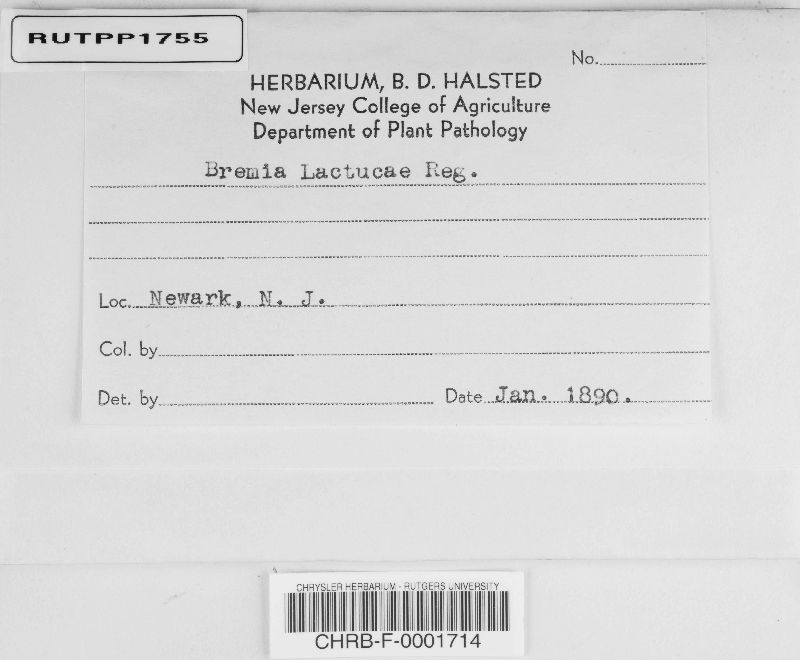 RUTPP1755
No.
HERBARIUM, B. D. HALSTED
New Jersey College of Agriculture
Department of Plant Pathology
Bremia Lactucae Reg.
Loc. Newark, N. J.
Col. by
Det. by Date Jan. 1890.
CHRYSLER HERBARIUM - RUTGERS UNIVERSITY
CHRB-F-0001714